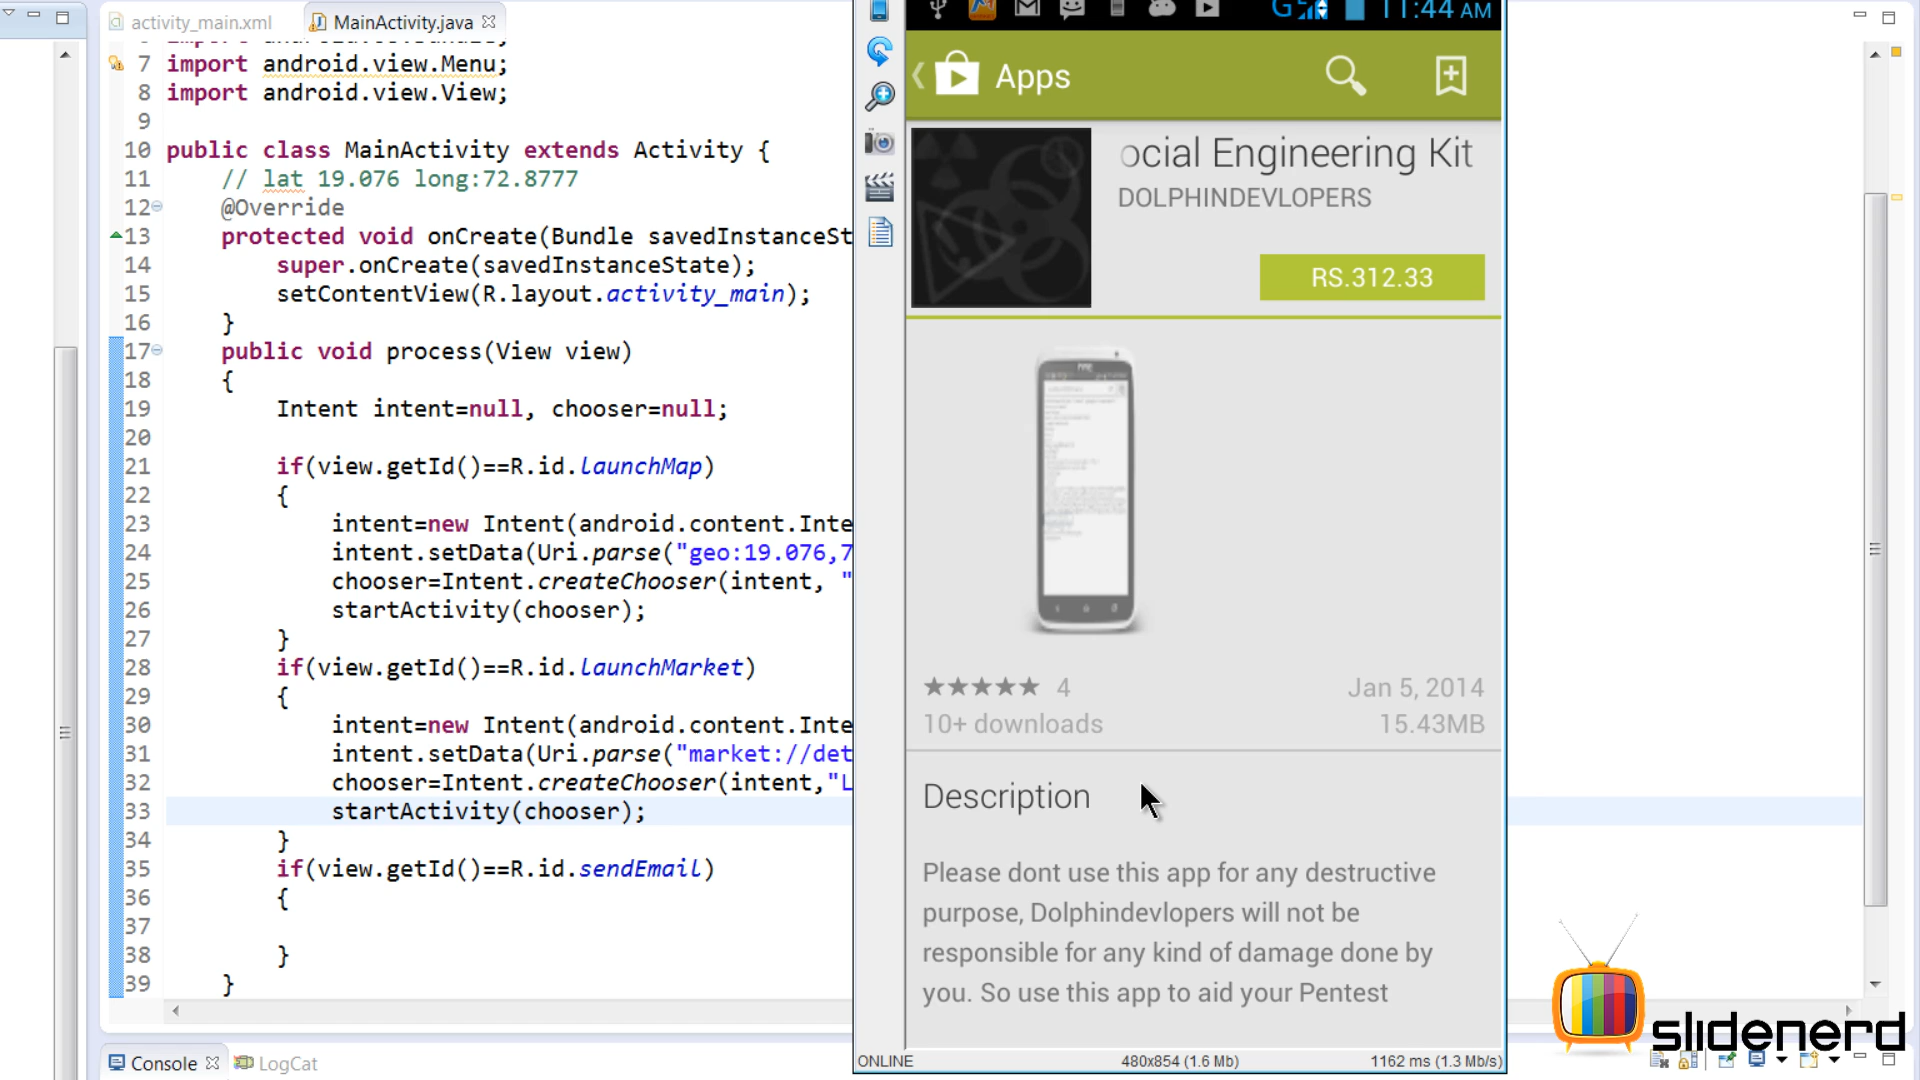 activity_main.xml
MainActivity.java
7 import android.view.Menu;
8 import android.view.View;
9
10 public class MainActivity extends Activity {
11 // lat 19.076 long:72.8777
12 @Override
13 protected void onCreate(Bundle savedInstanceSt
14 super.onCreate(savedInstanceState);
15 setContentView(R.layout.activity_main);
16 }
17 public void process(View view)
18 {
19 Intent intent=null, chooser=null;
20
21 if(view.getId()==R.id.launchMap)
22 {
23 intent=new Intent(android.content.Inte
24 intent.setData(Uri.parse("geo:19.076,7
25 chooser=Intent.createChooser(intent, "
26 startActivity(chooser);
27 }
28 if(view.getId()==R.id.launchMarket)
29 {
30 intent=new Intent(android.content.Inte
31 intent.setData(Uri.parse("market://det
32 chooser=Intent.createChooser(intent,"L
33 startActivity(chooser);
34 }
35 if(view.getId()==R.id.sendEmail)
36 {
37
38 }
39 }
Console
LogCat
G 11:44 AM
Apps
ocial Engineering Kit
DOLPHINDEVLOPERS
RS.312.33
★★★★★ 4
Jan 5, 2014
10+ downloads
15.43MB
Description
Please dont use this app for any destructive
purpose, Dolphindevlopers will not be
responsible for any kind of damage done by
you. So use this app to aid your Pentest
ONLINE
480x854 (1.6 Mb)
1162 ms (1.3 Mb/s)
slidenerd